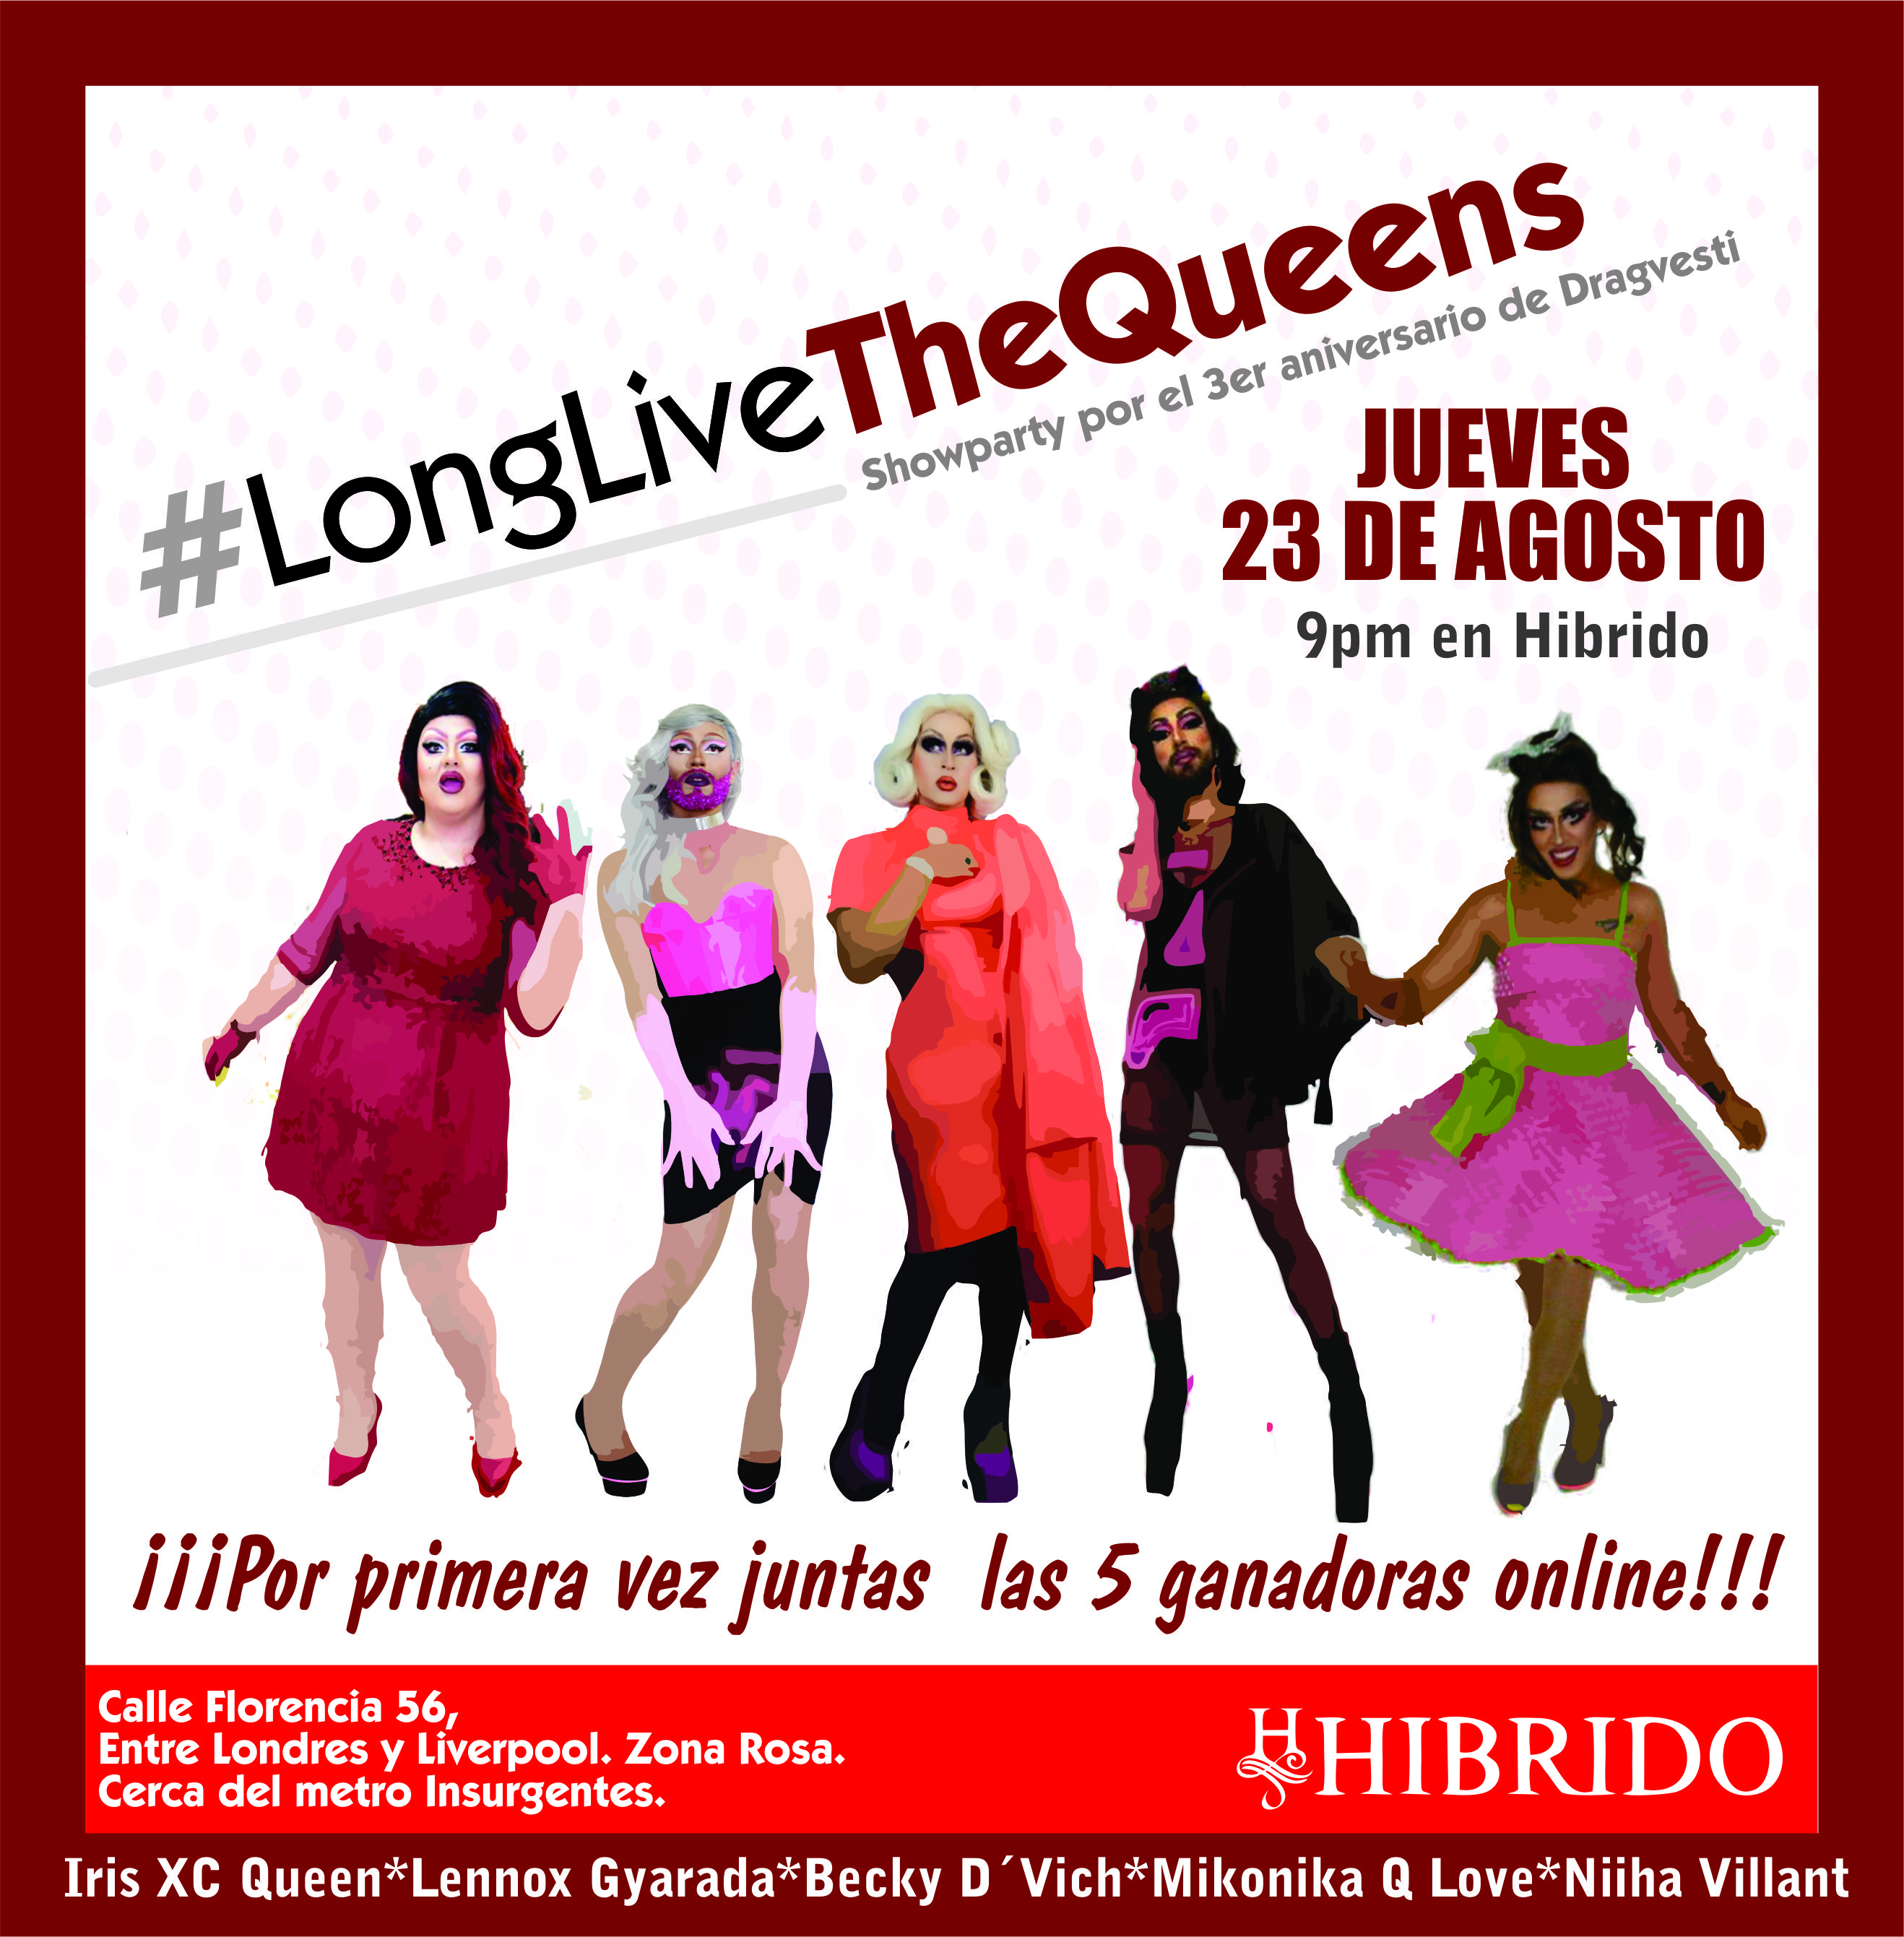 #LongLiveTheQueens
Showparty por el 3er aniversario de Dragvesti
JUEVES
23 DE AGOSTO
9pm en Hibrido
¡¡¡Por primera vez juntas las 5 ganadoras online!!!
Calle Florencia 56,
Entre Londres y Liverpool. Zona Rosa.
Cerca del metro Insurgentes.
H HIBRIDO
Iris XC Queen*Lennox Gyarada*Becky D´Vich*Mikonika Q Love*Niiha Villant